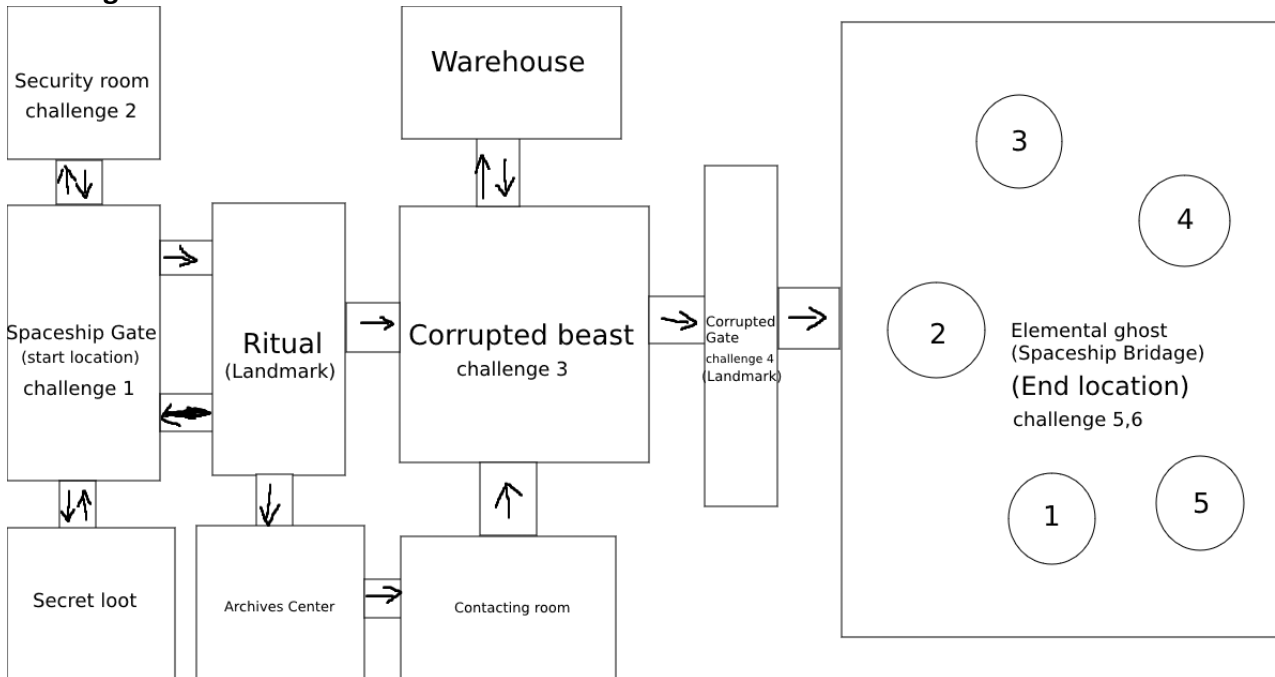 Security room
challenge 2
Warehouse
3
4
Spaceship Gate
(start location)
challenge 1
Ritual
(Landmark)
Corrupted beast
challenge 3
Corrupted
Gate
challenge 4
(Landmark)
2
Elemental ghost
(Spaceship Bridage)
(End location)
challenge 5,6
1
5
Secret loot
Archives Center
Contacting room